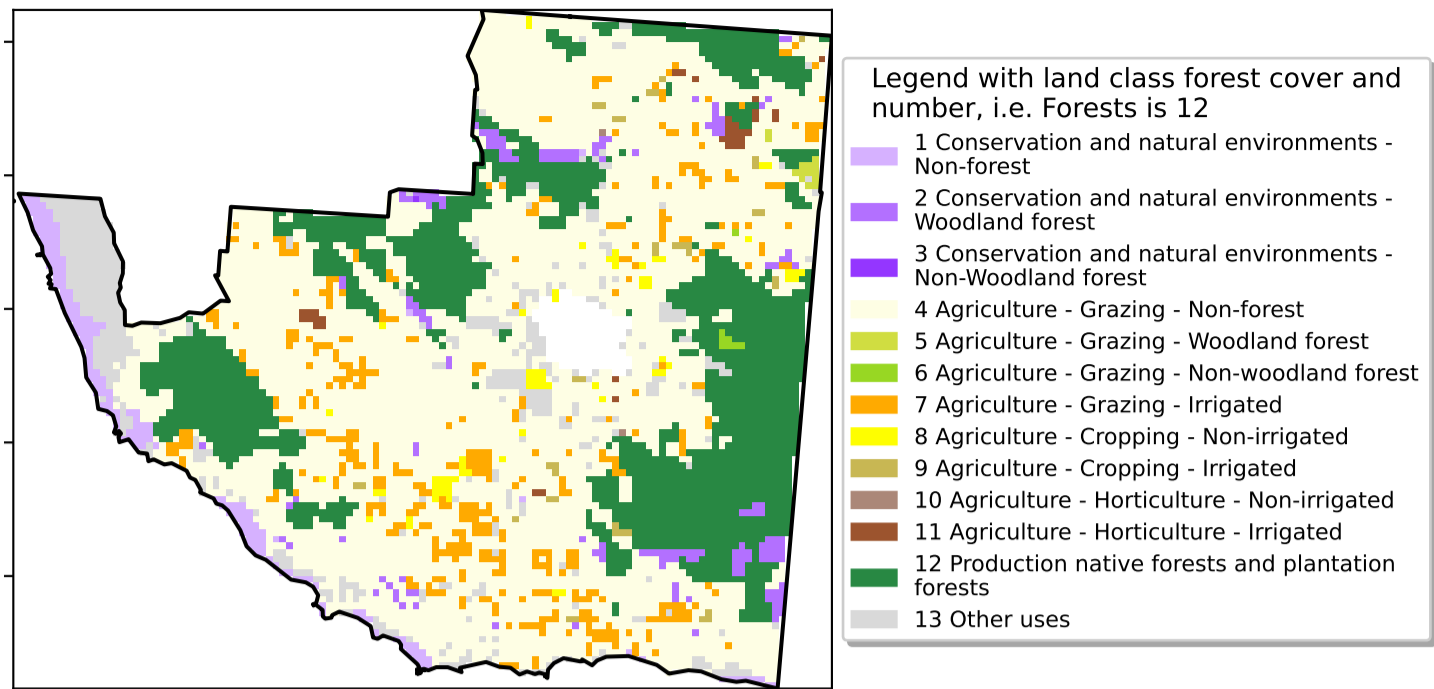 Legend with land class forest cover and
number, i.e. Forests is 12
1 Conservation and natural environments -
Non-forest
2 Conservation and natural environments -
Woodland forest
3 Conservation and natural environments -
Non-Woodland forest
4 Agriculture - Grazing - Non-forest
5 Agriculture - Grazing - Woodland forest
6 Agriculture - Grazing - Non-woodland forest
7 Agriculture - Grazing - Irrigated
8 Agriculture - Cropping - Non-irrigated
9 Agriculture - Cropping - Irrigated
10 Agriculture - Horticulture - Non-irrigated
11 Agriculture - Horticulture - Irrigated
12 Production native forests and plantation
forests
13 Other uses